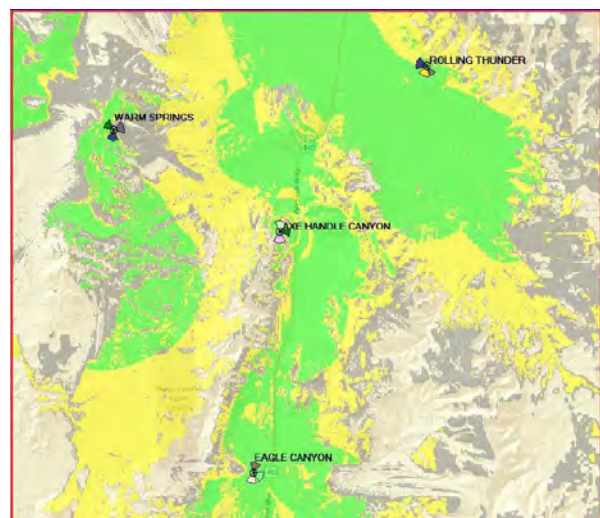 ROLLING THUNDER
WARM SPRINGS
AXE HANDLE CANYON
EAGLE CANYON